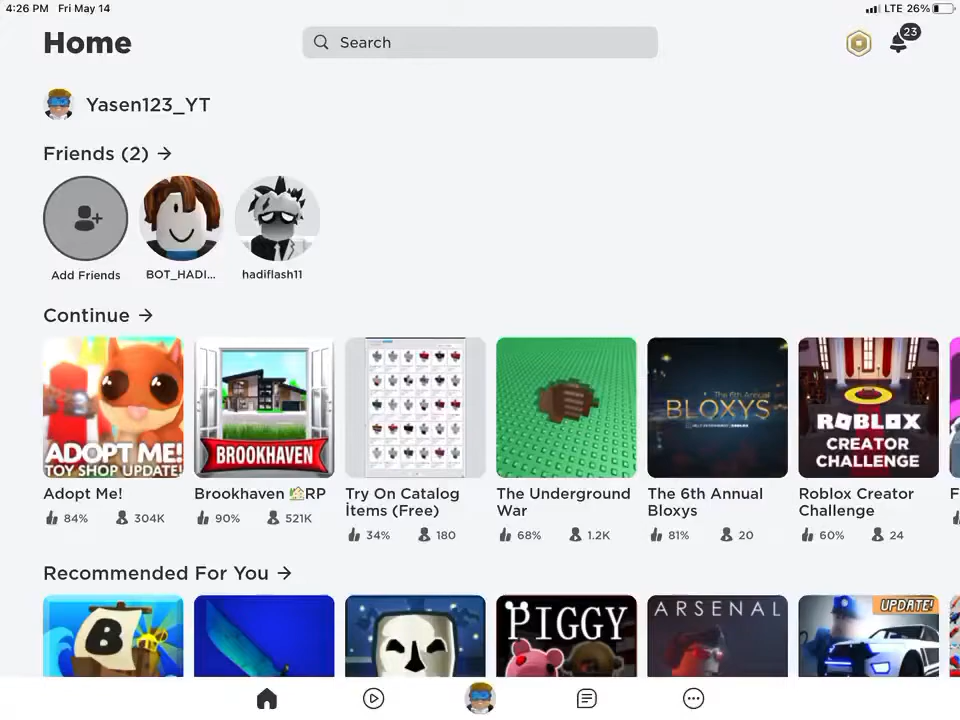 4:26 PM Fri May 14
LTE 26%
Home
Search
23
Yasen123_YT
Friends (2)
Add Friends
BOT_HADI...
hadiflash11
Continue
ADOPT ME!
TOY SHOP UPDATE!
BROOKHAVEN
The 6th Annual
BLOXYS
ROBLOX
CREATOR
CHALLENGE
Adopt Me!
84% 304K
Brookhaven 🏡RP
90% 521K
Try On Catalog
İtems (Free)
34% 180
The Underground
War
68% 1.2K
The 6th Annual
Bloxys
81% 20
Roblox Creator
Challenge
60% 24
Recommended For You
B
PIGGY
ARSENAL
UPDATE!